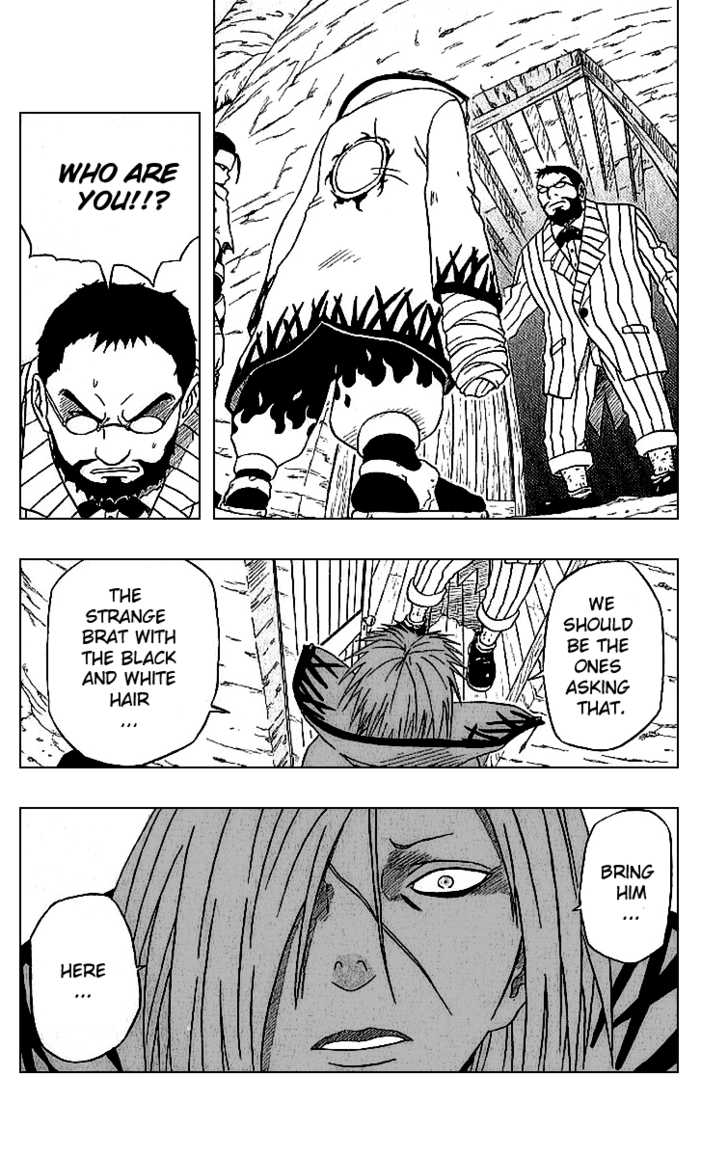 WHO ARE
YOU!!?
WE
SHOULD
BE THE
ONES
ASKING
THAT.
THE
STRANGE
BRAT WITH
THE BLACK
AND WHITE
HAIR
...
BRING
HIM
...
HERE
...